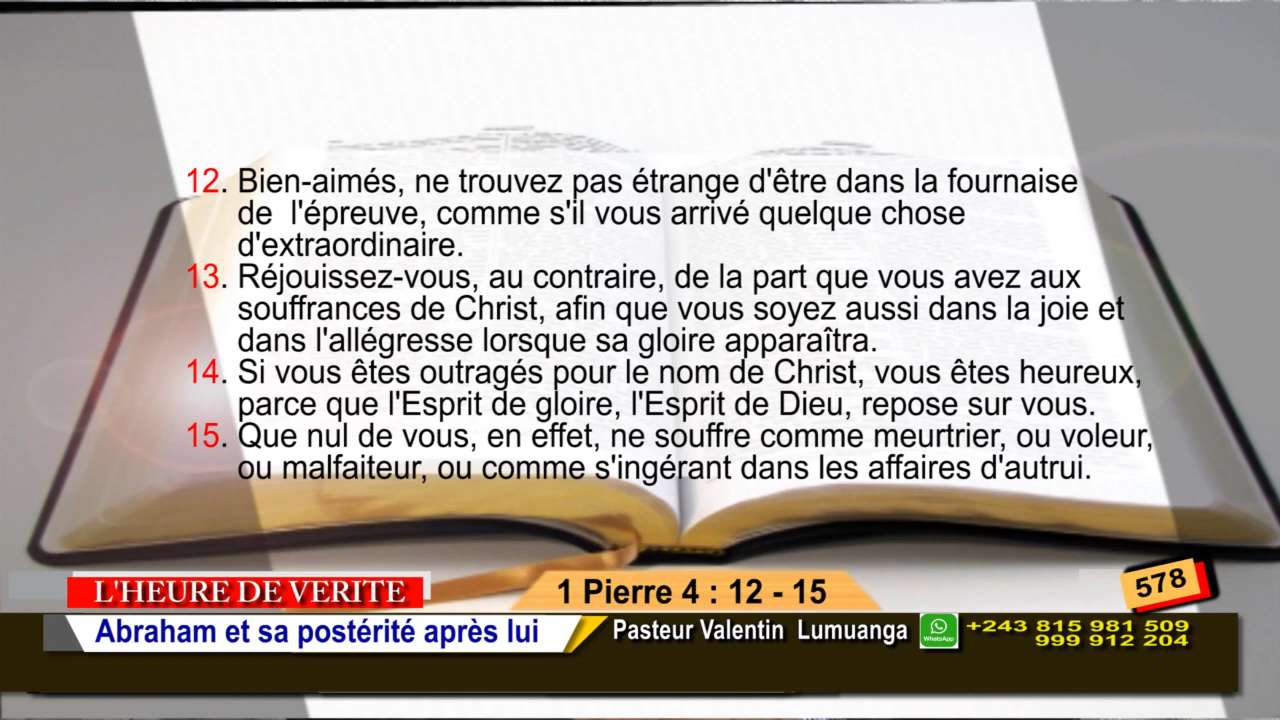 12. Bien-aimés, ne trouvez pas étrange d'être dans la fournaise
de l'épreuve, comme s'il vous arrivé quelque chose
d'extraordinaire.
13. Réjouissez-vous, au contraire, de la part que vous avez aux
souffrances de Christ, afin que vous soyez aussi dans la joie et
dans l'allégresse lorsque sa gloire apparaîtra.
14. Si vous êtes outragés pour le nom de Christ, vous êtes heureux,
parce que l'Esprit de gloire, l'Esprit de Dieu, repose sur vous.
15. Que nul de vous, en effet, ne souffre comme meurtrier, ou voleur,
ou malfaiteur, ou comme s'ingérant dans les affaires d'autrui.
L'HEURE DE VERITE
1 Pierre 4 : 12 - 15
578
Abraham et sa postérité après lui
Pasteur Valentin Lumuanga
WhatsApp
+243 815 981 509
999 912 204